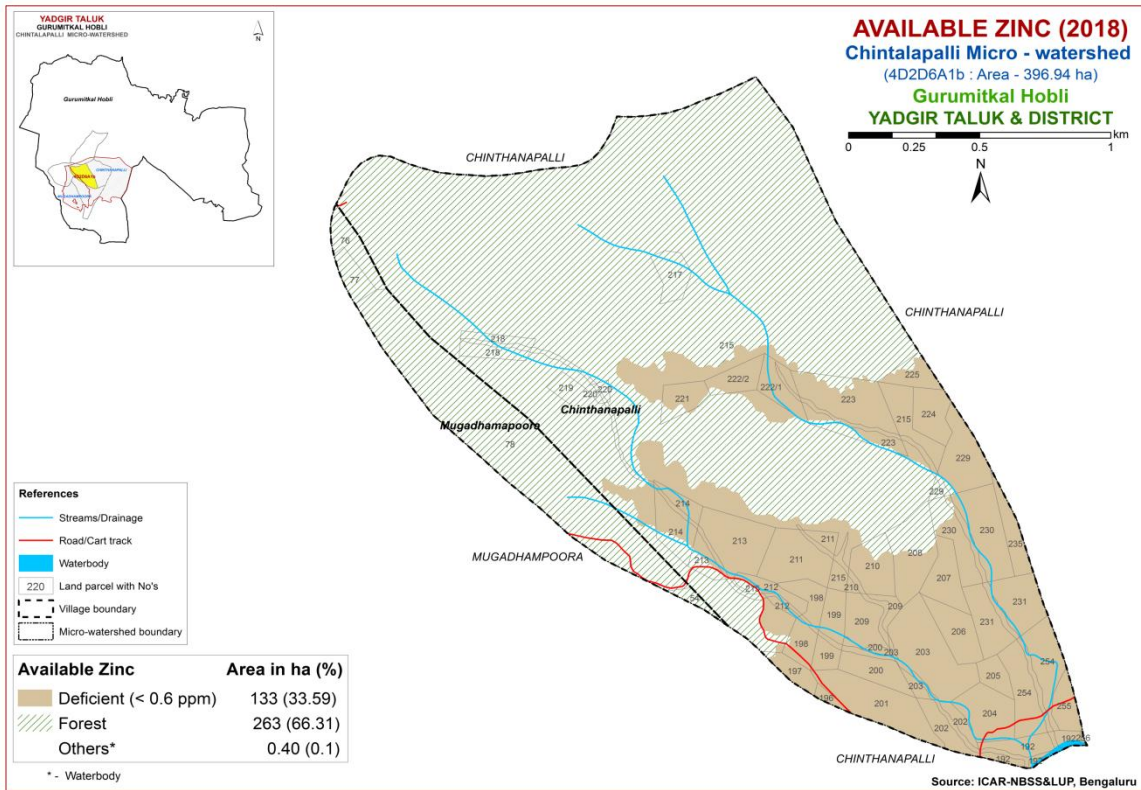 YADGIR TALUK
GURUMITKAL HOBLI
CHINTALAPALLI MICRO-WATERSHED
N
Gurumitkal Hobli
4D2D6A1b
CHINTHANAPALLI
AVAILABLE ZINC (2018)
Chintalapalli Micro - watershed
(4D2D6A1b : Area - 396.94 ha)
Gurumitkal Hobli
YADGIR TALUK & DISTRICT
km
0 0.25 0.5 1
N
CHINTHANAPALLI
76
77
217
CHINTHANAPALLI
218
218
215
219
220
220
222/2
222/1
225
221
223
215
224
Chinthanapalli
Mugadhamapoora
78
223
229
229
214
214
213
211
211
230
230
235
208
210
MUGADHAMPOORA
213
215
210
207
212
212
212
198
54
199
209
209
231
231
206
198
199
200
203
203
254
197
200
205
196
201
203
254
204
255
202
202
192
192
192
256
CHINTHANAPALLI
References
Streams/Drainage
Road/Cart track
Waterbody
220 Land parcel with No's
Village boundary
Micro-watershed boundary
Available Zinc Area in ha (%)
Deficient (< 0.6 ppm) 133 (33.59)
Forest 263 (66.31)
Others* 0.40 (0.1)
* - Waterbody
Source: ICAR-NBSS&LUP, Bengaluru